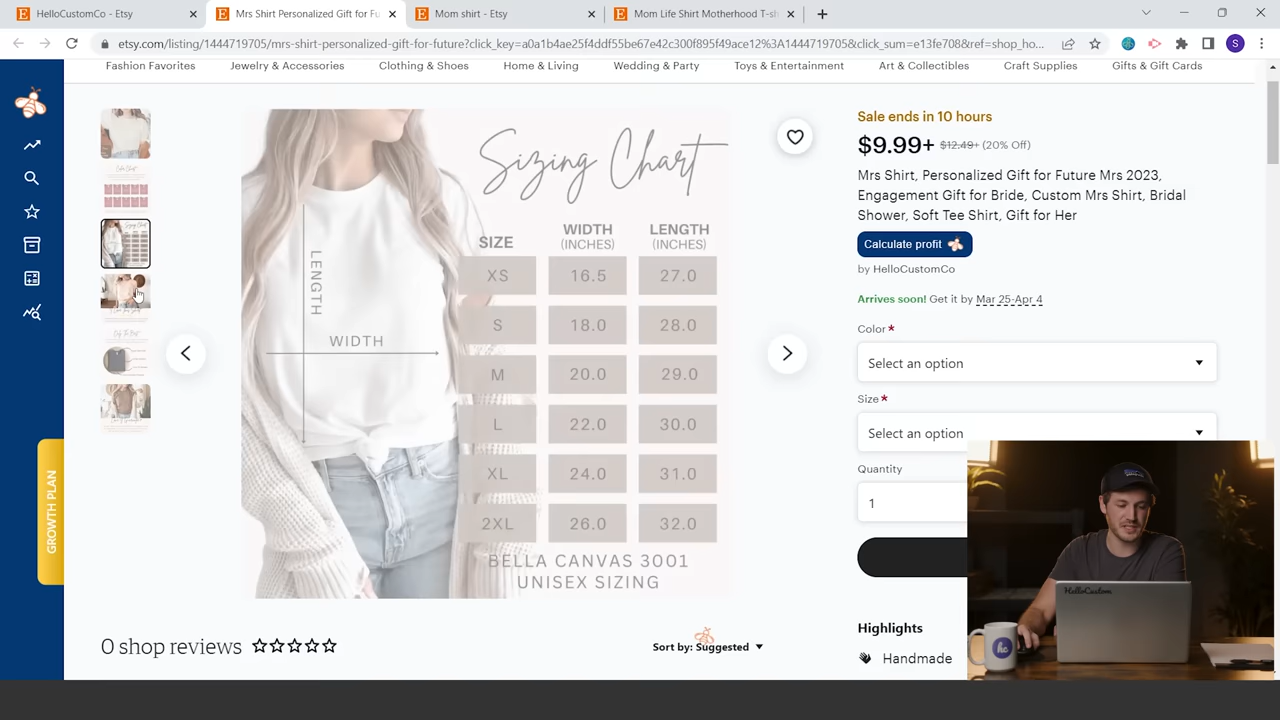 HelloCustomCo - Etsy
Mrs Shirt Personalized Gift for Fu
Mom shirt - Etsy
Mom Life Shirt Motherhood T-sh
etsy.com/listing/1444719705/mrs-shirt-personalized-gift-for-future?click_key=a0a1b4ae25f4ddf55be67e42c300f895f49ace12%3A1444719705&click_sum=e13fe708&ref=shop_ho...
S
Fashion Favorites
Jewelry & Accessories
Clothing & Shoes
Home & Living
Wedding & Party
Toys & Entertainment
Art & Collectibles
Craft Supplies
Gifts & Gift Cards
GROWTH PLAN
Sizing Chart
LENGTH
WIDTH
SIZE WIDTH (INCHES) LENGTH (INCHES)
XS 16.5 27.0
S 18.0 28.0
M 20.0 29.0
L 22.0 30.0
XL 24.0 31.0
2XL 26.0 32.0
BELLA CANVAS 3001
UNISEX SIZING
0 shop reviews
Sort by: Suggested
Sale ends in 10 hours
$9.99+ $12.49+ (20% Off)
Mrs Shirt, Personalized Gift for Future Mrs 2023,
Engagement Gift for Bride, Custom Mrs Shirt, Bridal
Shower, Soft Tee Shirt, Gift for Her
Calculate profit
by HelloCustomCo
Arrives soon! Get it by Mar 25-Apr 4
Color*
Select an option
Size*
Select an option
Quantity
1
Highlights
Handmade
HelloCustom
hc